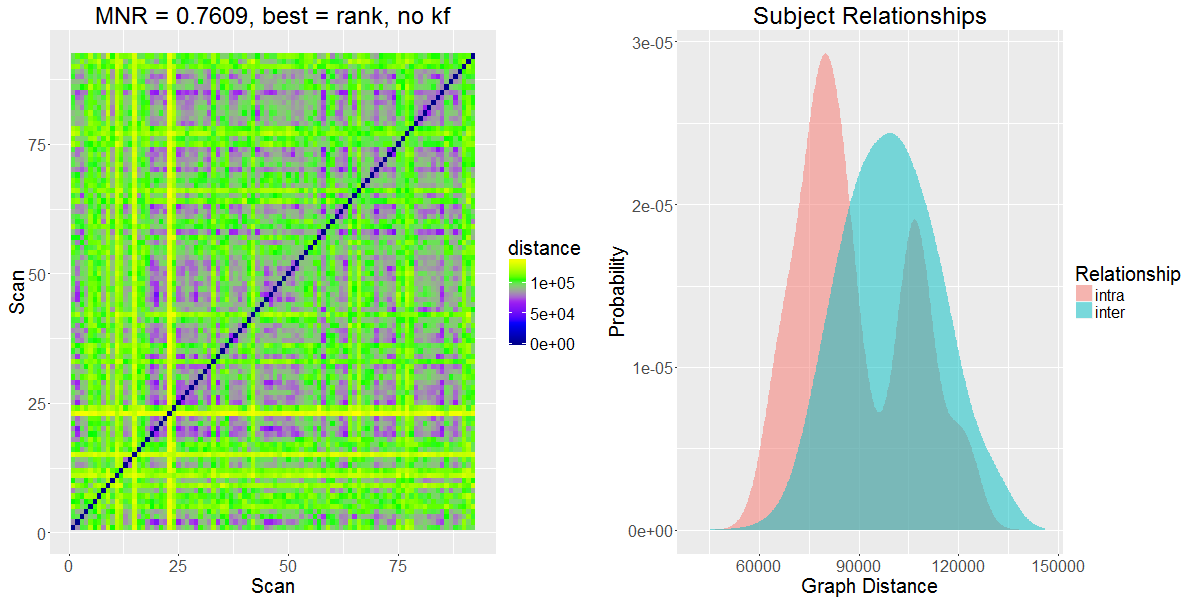 MNR = 0.7609, best = rank, no kf
Scan
75
50
25
0
0 25 50 75
Scan
distance
1e+05
5e+04
0e+00
Subject Relationships
Probability
3e-05
2e-05
1e-05
0e+00
60000 90000 120000 150000
Graph Distance
Relationship
intra
inter